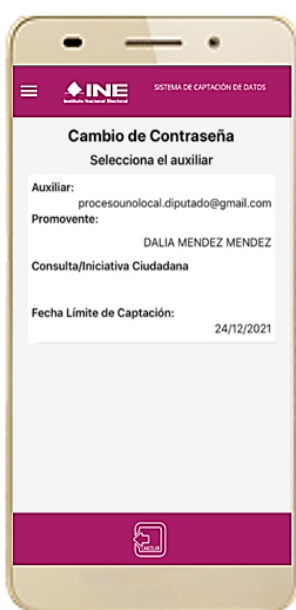 INE
Instituto Nacional Electoral
SISTEMA DE CAPTACIÓN DE DATOS
Cambio de Contraseña
Selecciona el auxiliar
Auxiliar:
procesounolocal.diputado@gmail.com
Promovente:
DALIA MENDEZ MENDEZ
Consulta/Iniciativa Ciudadana
Fecha Límite de Captación:
24/12/2021
CANCELAR